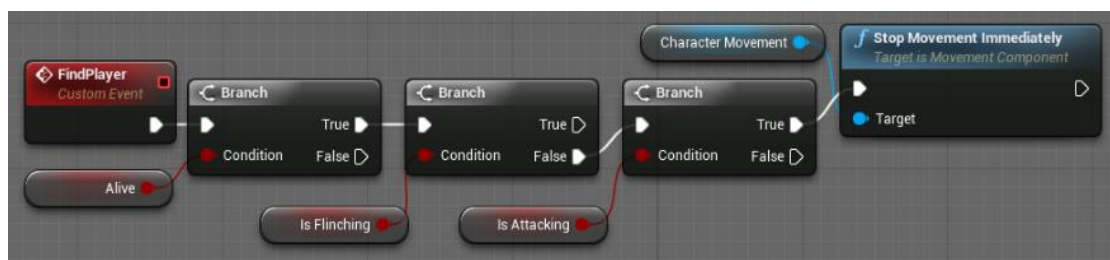 FindPlayer
Custom Event
Alive
Branch
True
Condition
False
Is Flinching
Branch
True
Condition
False
Is Attacking
Branch
True
Condition
False
Character Movement
f Stop Movement Immediately
Target is Movement Component
Target